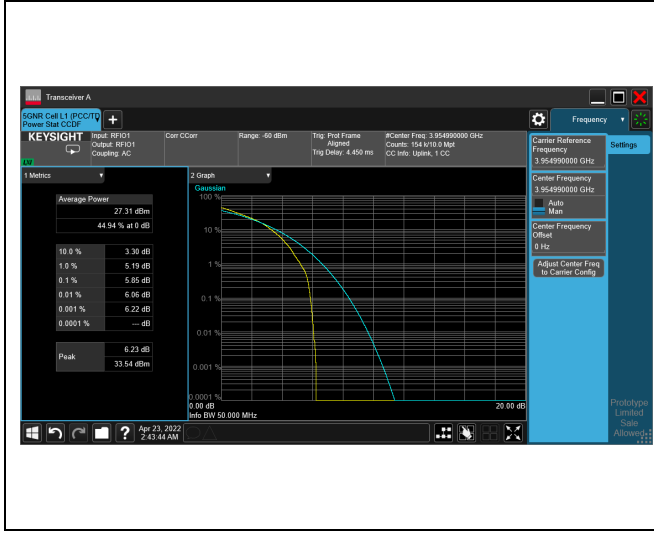 Transceiver A
5GNR Cell L1 (PCC/TD
Power Stat CCDF
Frequency
KEYSIGHT
Input: RFIO1
Output: RFIO1
Coupling: AC
Corr CCorr
Range: -60 dBm
Trig: Prot Frame
Aligned
Trig Delay: 4.450 ms
#Center Freq: 3.954990000 GHz
Counts: 154 k/10.0 Mpt
CC Info: Uplink, 1 CC
1 Metrics
Average Power
27.31 dBm
44.94 % at 0 dB
10.0 % 3.30 dB
1.0 % 5.19 dB
0.1 % 5.85 dB
0.01 % 6.06 dB
0.001 % 6.22 dB
0.0001 % --- dB
Peak
6.23 dB
33.54 dBm
2 Graph
Gaussian
100 %
10 %
1 %
0.1 %
0.01 %
0.001 %
0.0001 %
0.00 dB
20.00 dB
Info BW 50.000 MHz
Carrier Reference
Frequency
3.954990000 GHz
Center Frequency
3.954990000 GHz
Auto
Man
Center Frequency
Offset
0 Hz
Adjust Center Freq
to Carrier Config
Settings
Prototype
Limited
Sale
Allowed
?
Apr 23, 2022
2:43:44 AM